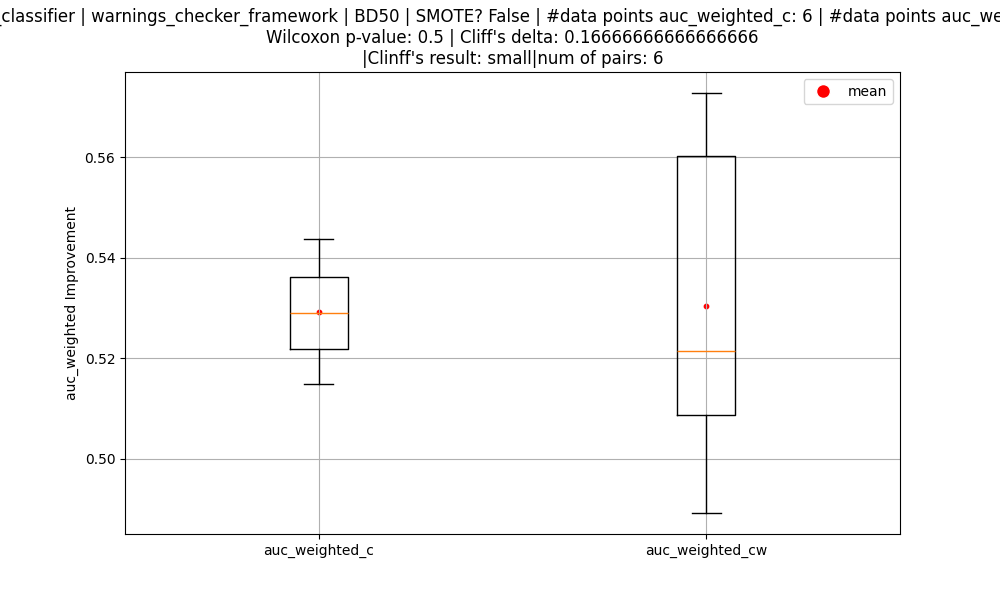 _classifier | warnings_checker_framework | BD50 | SMOTE? False | #data points auc_weighted_c: 6 | #data points
Wilcoxon p-value: 0.5 | Cliff's delta: 0.16666666666666666
|Clinff's result: small|num of pairs: 6
mean
0.56
0.54
0.52
0.50
auc_weighted Improvement
auc_weighted_c
auc_weighted_cw